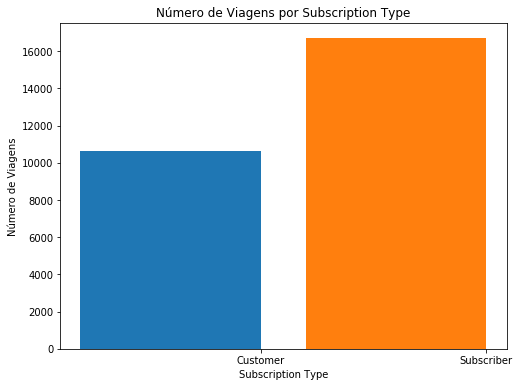 Número de Viagens por Subscription Type
Número de Viagens
16000
14000
12000
10000
8000
6000
4000
2000
0
Customer Subscriber
Subscription Type